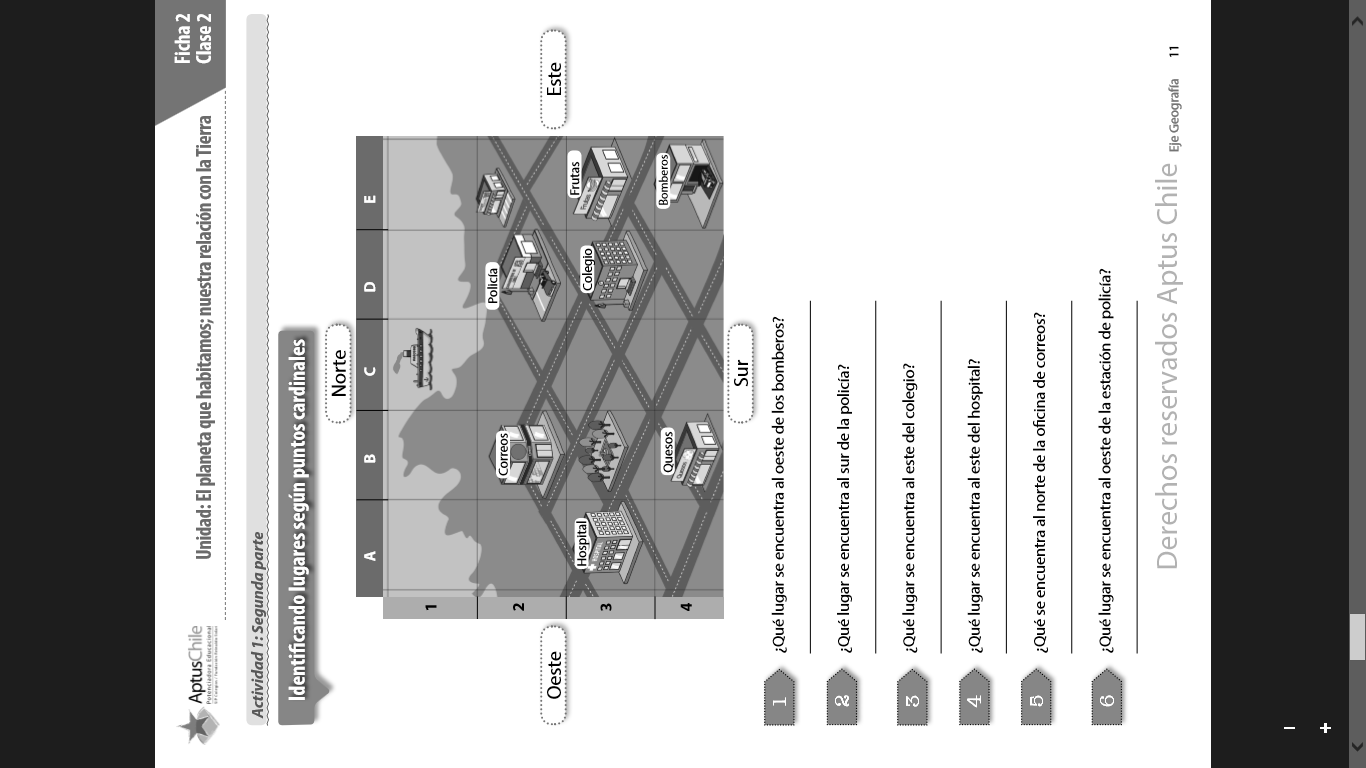 AptusChile
Potenciadora Educacional
Unidad: El planeta que habitamos; nuestra relación con la Tierra
Ficha 2
Clase 2
Actividad 1: Segunda parte
Identificando lugares según puntos cardinales
Norte
A B C D E
1
2
3
4
Oeste
Este
Policía
Correos
Hospital
Colegio
Frutas
Frutas
Quesos
Bomberos
Sur
1 ¿Qué lugar se encuentra al oeste de los bomberos?
2 ¿Qué lugar se encuentra al sur de la policía?
3 ¿Qué lugar se encuentra al este del colegio?
4 ¿Qué lugar se encuentra al este del hospital?
5 ¿Qué se encuentra al norte de la oficina de correos?
6 ¿Qué lugar se encuentra al oeste de la estación de policía?
Derechos reservados Aptus Chile
Eje Geografía 11